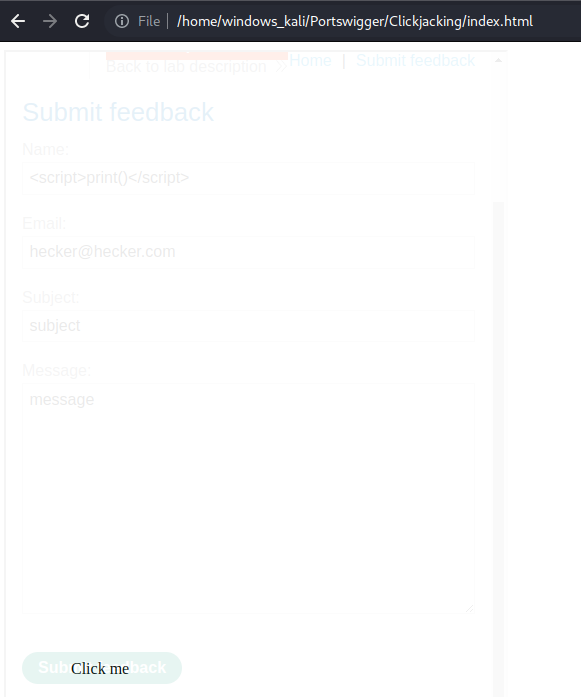 File /home/windows_kali/Portswigger/Clickjacking/index.html
Back to lab description
Home | Submit feedback
Submit feedback
Name:
<script>print()</script>
Email:
hecker@hecker.com
Subject:
subject
Message:
message
Submit feedback
Click me